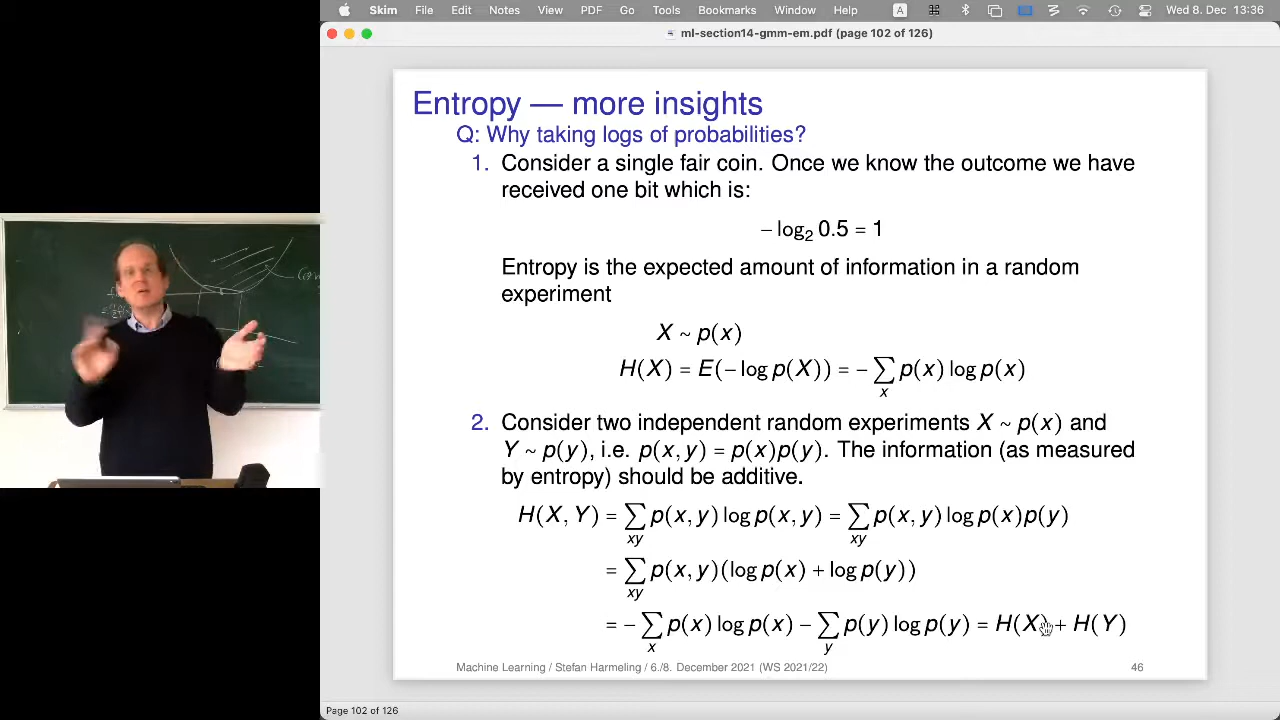 Skim File Edit Notes View PDF Go Tools Bookmarks Window Help A Wed 8. Dec 13:36
ml-section14-gmm-em.pdf (page 102 of 126)
Entropy — more insights
Q: Why taking logs of probabilities?
1. Consider a single fair coin. Once we know the outcome we have
received one bit which is:
− log₂ 0.5 = 1
Entropy is the expected amount of information in a random
experiment
X ~ p(x)
H(X) = E(− log p(X)) = − ∑ₓ p(x) log p(x)
2. Consider two independent random experiments X ~ p(x) and
Y ~ p(y), i.e. p(x, y) = p(x)p(y). The information (as measured
by entropy) should be additive.
H(X, Y) = ∑_xy p(x, y) log p(x, y) = ∑_xy p(x, y) log p(x)p(y)
= ∑_xy p(x, y)(log p(x) + log p(y))
= − ∑_x p(x) log p(x) − ∑_y p(y) log p(y) = H(X) + H(Y)
Machine Learning / Stefan Harmeling / 6./8. December 2021 (WS 2021/22) 46
Page 102 of 126